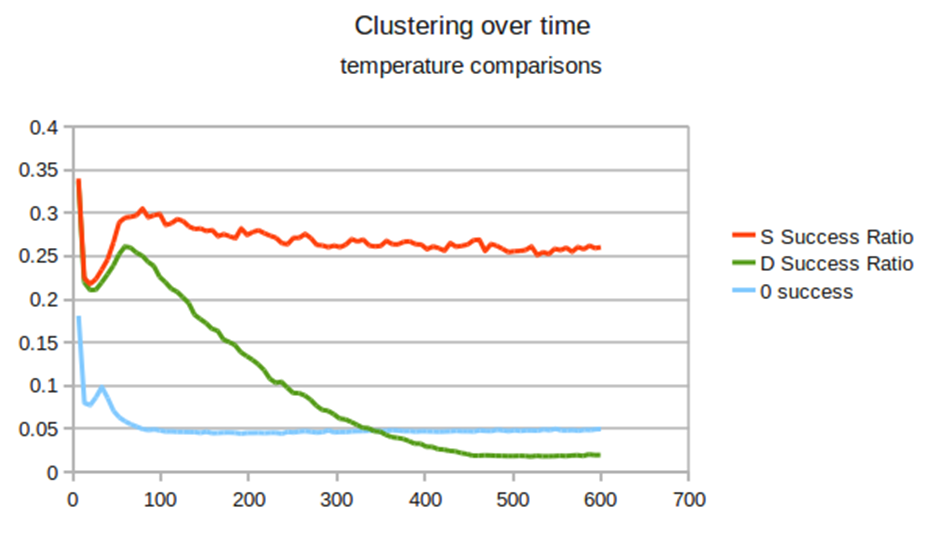 Clustering over time
temperature comparisons
0.4
0.35
0.3
0.25
0.2
0.15
0.1
0.05
0
0 100 200 300 400 500 600 700
S Success Ratio
D Success Ratio
0 success